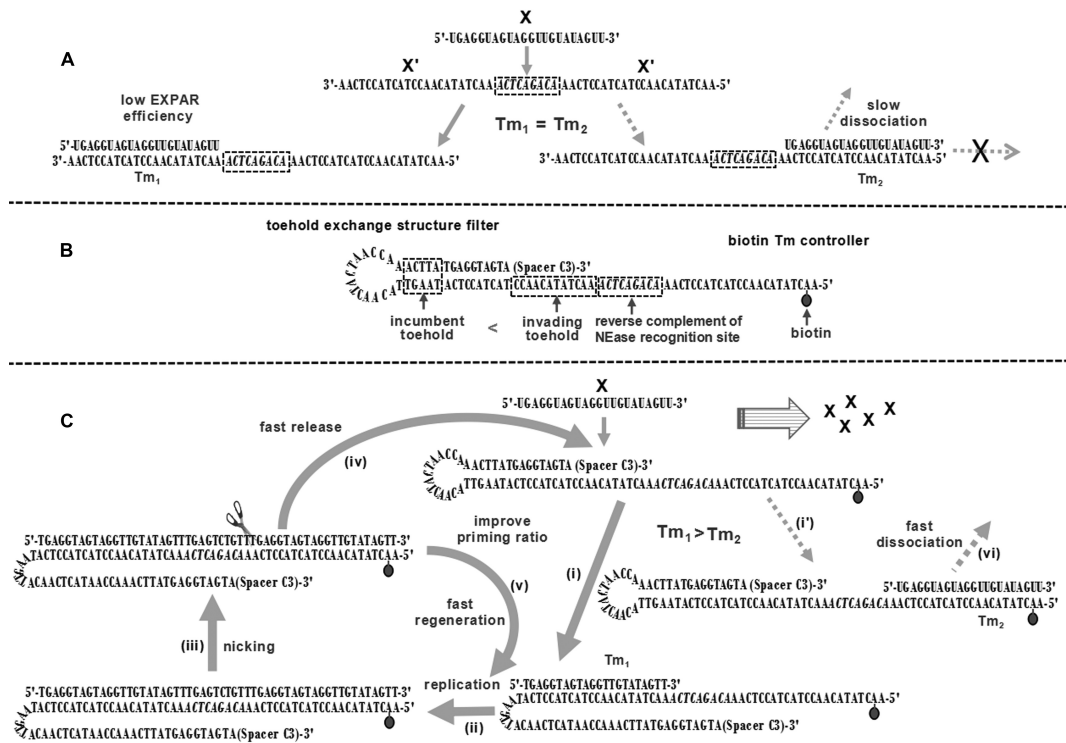 X
5'-UGAGGUAGUAGGUUGUAUAGUU-3'
A
X' X'
3'-AACTCCATCATCCAACATATCAA ACTCAGACA AACTCCATCATCCAACATATCAA-5'
low EXPAR
efficiency
Tm1 = Tm2
slow
dissociation
5'-UGAGGUAGUAGGUUGUAUAGUU
3'-AACTCCATCATCCAACATATCAA ACTCAGACA AACTCCATCATCCAACATATCAA-5'
Tm1
UGAGGUAGUAGGUUGUAUAGUU-3'
3'-AACTCCATCATCCAACATATCAA ACTCAGACA AACTCCATCATCCAACATATCAA-5'
X
Tm2
B
toehold exchange structure filter
biotin Tm controller
A ACTTA TGAGGTAGTA (Spacer C3)-3'
TGAAT ACTCCATCAT CCAACATATCAA ACTCAGACA AACTCCATCATCCAACATATCAA-5'
incumbent
toehold
<
invading
toehold
reverse complement of
NEase recognition site
biotin
C
X
5'-UGAGGUAGUAGGUUGUAUAGUU-3'
X X X X X
fast release
(iv)
AACTTATGAGGTAGTA (Spacer C3)-3'
TTGAATACTCCATCATCCAACATATCAAACTCAGACAAACTCCATCATCCAACATATCAA-5'
improve
priming ratio
Tm1 > Tm2
(i')
fast
dissociation
(vi)
5'-TGAGGTAGTAGGTTGTATAGTTTGAGTCTGTTTGAGGTAGTAGGTTGTATAGTT-3'
TACTCCATCATCCAACATATCAAACTCAGACAAACTCCATCATCCAACATATCAA-5'
ACAACTCATAACCAAACTTATGAGGTAGTA(Spacer C3)-3'
(v)
(i)
fast
regeneration
AACTTATGAGGTAGTA (Spacer C3)-3'
5'-UGAGGUAGUAGGUUGUAUAGUU-3'
TTGAATACTCCATCATCCAACATATCAAACTCAGACAAACTCCATCATCCAACATATCAA-5'
Tm2
(iii) nicking
Tm1
replication
(ii)
5'-TGAGGTAGTAGGTTGTATAGTT-3'
TACTCCATCATCCAACATATCAAACTCAGACAAACTCCATCATCCAACATATCAA-5'
ACAACTCATAACCAAACTTATGAGGTAGTA(Spacer C3)-3'
5'-TGAGGTAGTAGGTTGTATAGTTTGAGTCTGTTTGAGGTAGTAGGTTGTATAGTT-3'
TACTCCATCATCCAACATATCAAACTCAGACAAACTCCATCATCCAACATATCAA-5'
ACAACTCATAACCAAACTTATGAGGTAGTA(Spacer C3)-3'